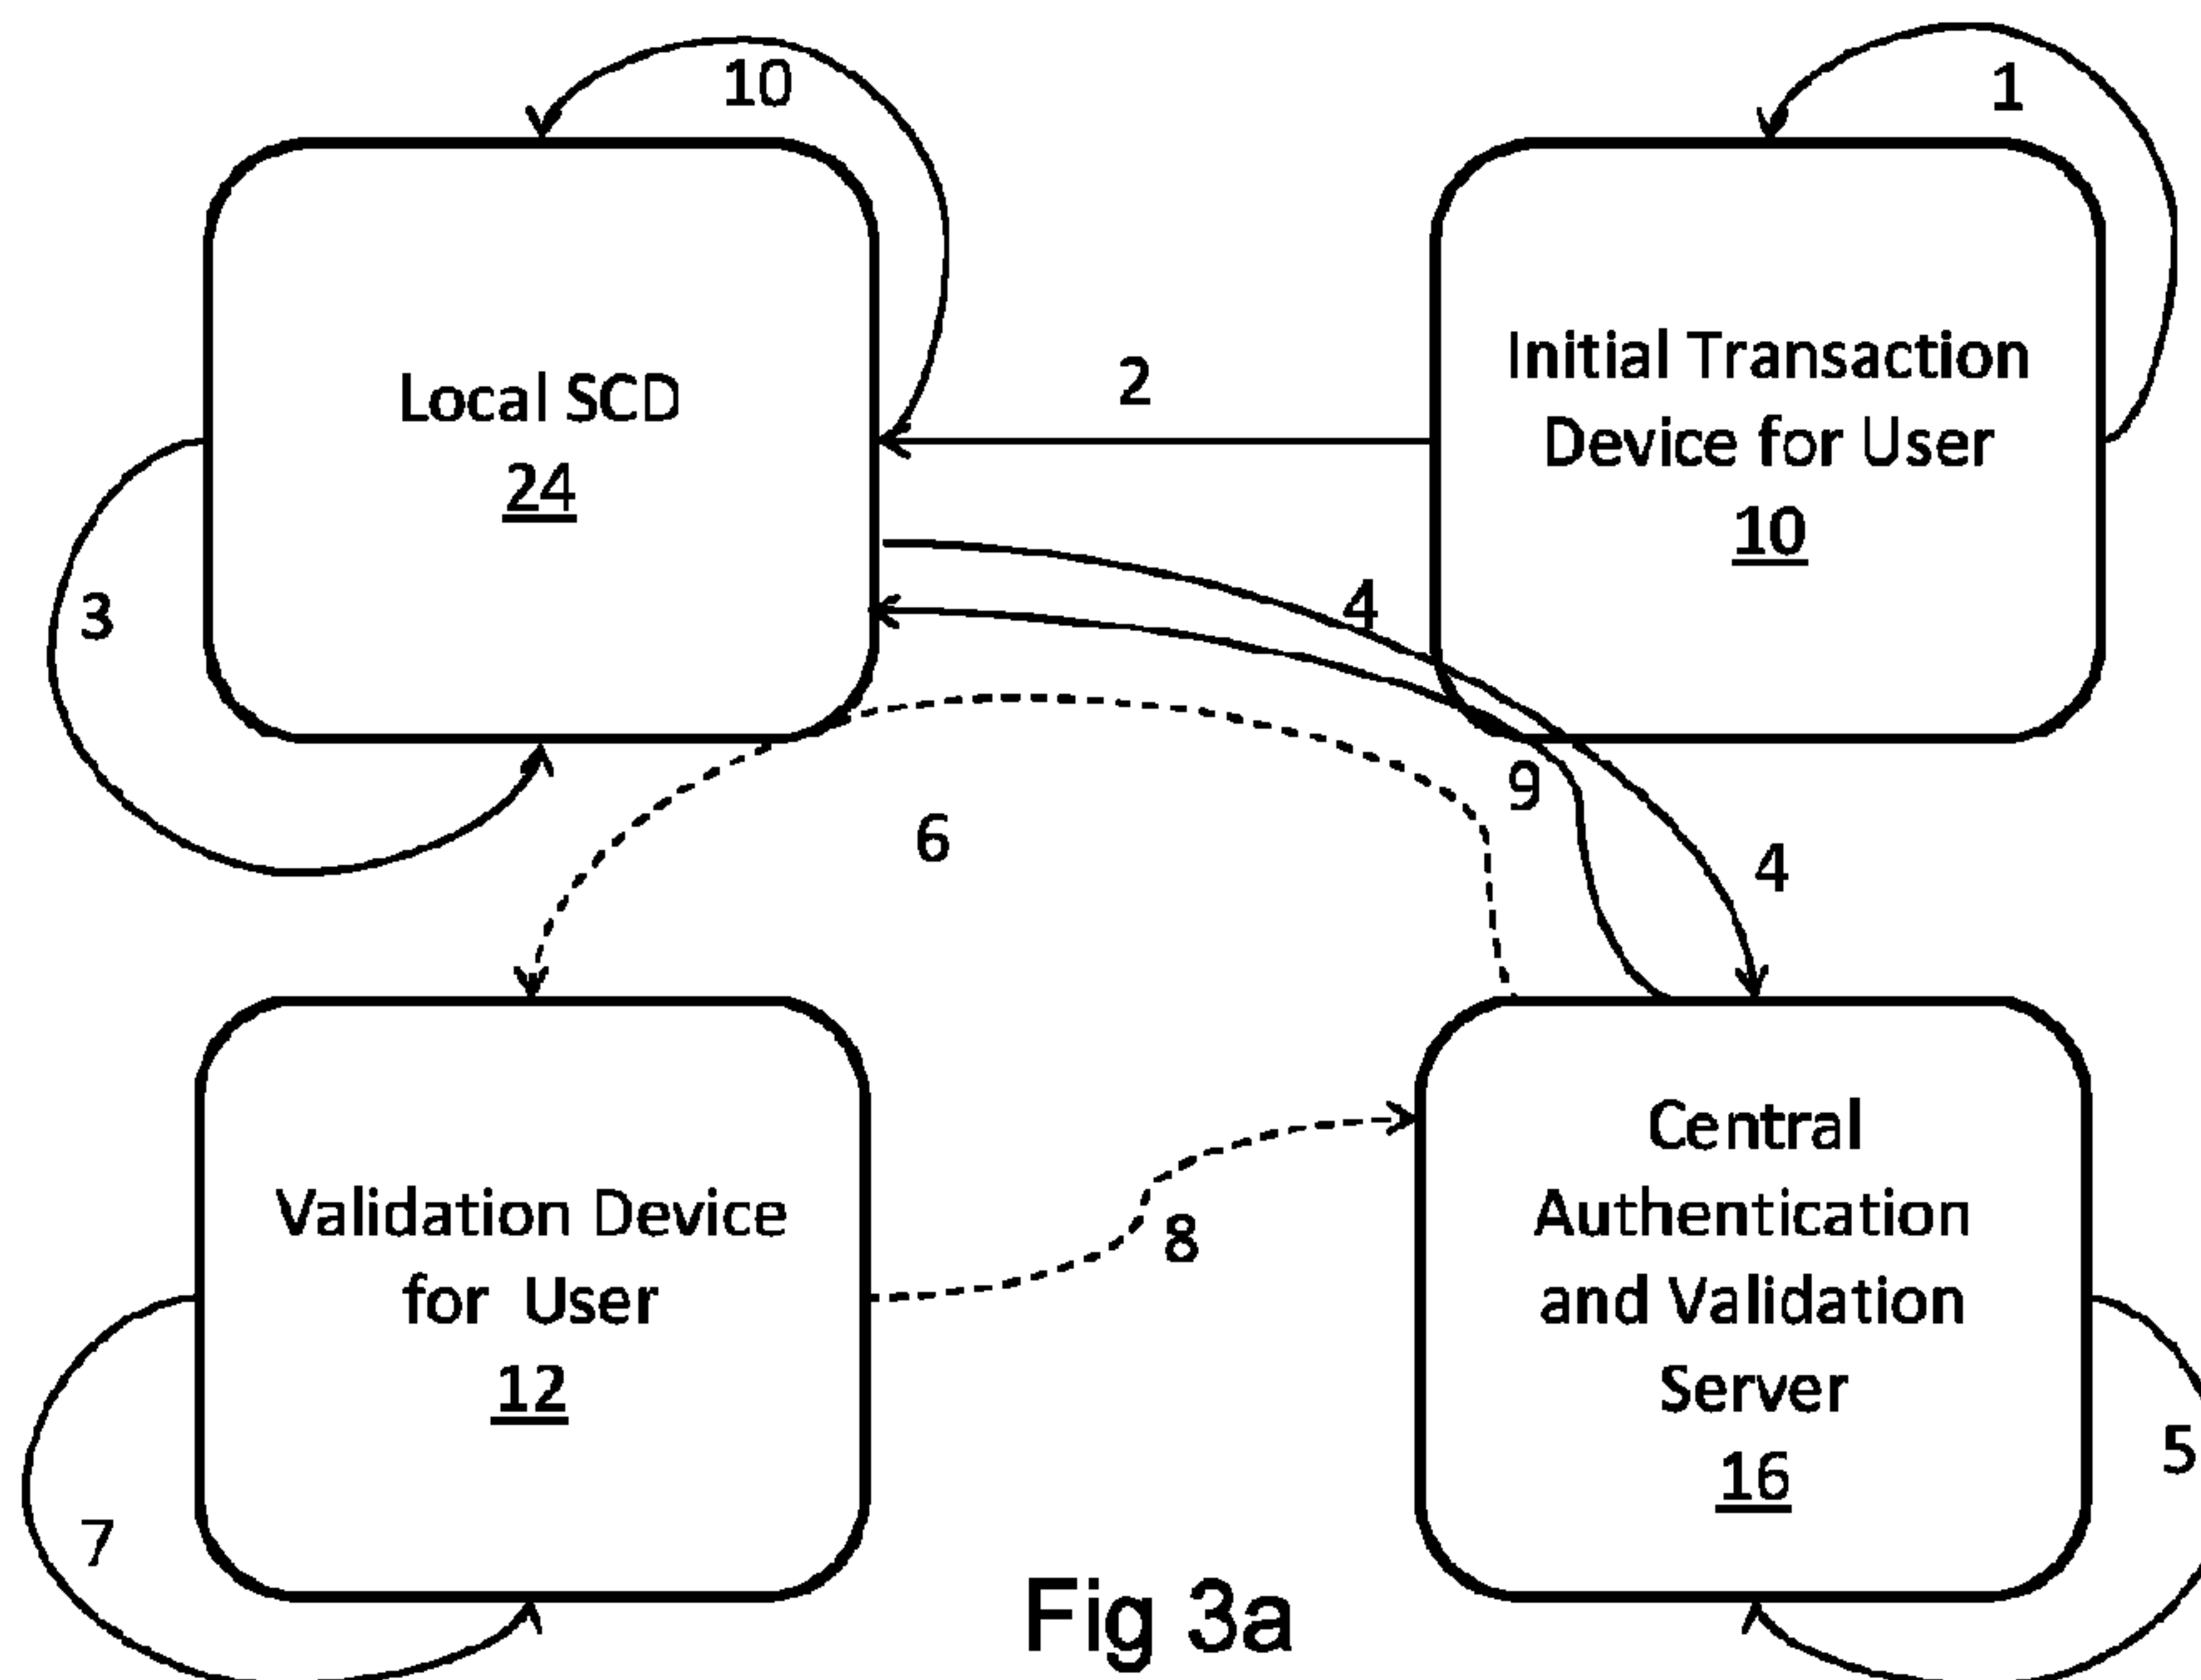 10
1
Local SCD
24
2
Initial Transaction
Device for User
10
3
4
9
6
4
Validation Device
for User
12
8
Central
Authentication
and Validation
Server
16
5
7
Fig 3a